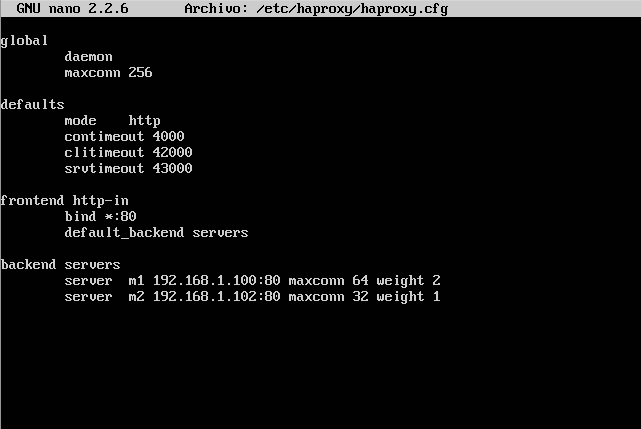 GNU nano 2.2.6 Archivo: /etc/haproxy/haproxy.cfg
global
daemon
maxconn 256
defaults
mode http
contimeout 4000
clitimeout 42000
srvtimeout 43000
frontend http-in
bind *:80
default_backend servers
backend servers
server m1 192.168.1.100:80 maxconn 64 weight 2
server m2 192.168.1.102:80 maxconn 32 weight 1